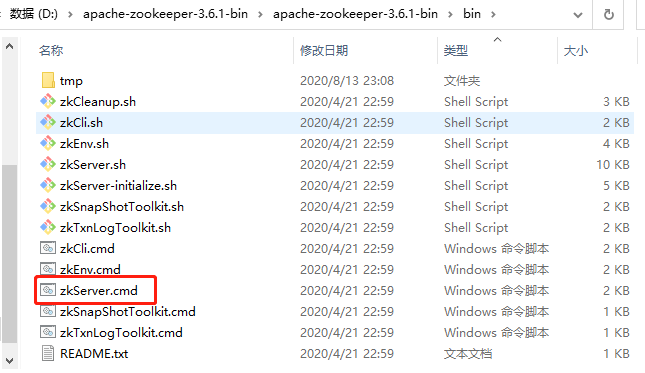 数据 (D:) › apache-zookeeper-3.6.1-bin › apache-zookeeper-3.6.1-bin › bin ›
名称 修改日期 类型 大小
tmp 2020/8/13 23:08 文件夹
zkCleanup.sh 2020/4/21 22:59 Shell Script 3 KB
zkCli.sh 2020/4/21 22:59 Shell Script 2 KB
zkEnv.sh 2020/4/21 22:59 Shell Script 4 KB
zkServer.sh 2020/4/21 22:59 Shell Script 10 KB
zkServer-initialize.sh 2020/4/21 22:59 Shell Script 5 KB
zkSnapShotToolkit.sh 2020/4/21 22:59 Shell Script 2 KB
zkTxnLogToolkit.sh 2020/4/21 22:59 Shell Script 2 KB
zkCli.cmd 2020/4/21 22:59 Windows 命令脚本 2 KB
zkEnv.cmd 2020/4/21 22:59 Windows 命令脚本 2 KB
zkServer.cmd 2020/4/21 22:59 Windows 命令脚本 2 KB
zkSnapShotToolkit.cmd 2020/4/21 22:59 Windows 命令脚本 1 KB
zkTxnLogToolkit.cmd 2020/4/21 22:59 Windows 命令脚本 1 KB
README.txt 2020/4/21 22:59 文本文档 1 KB